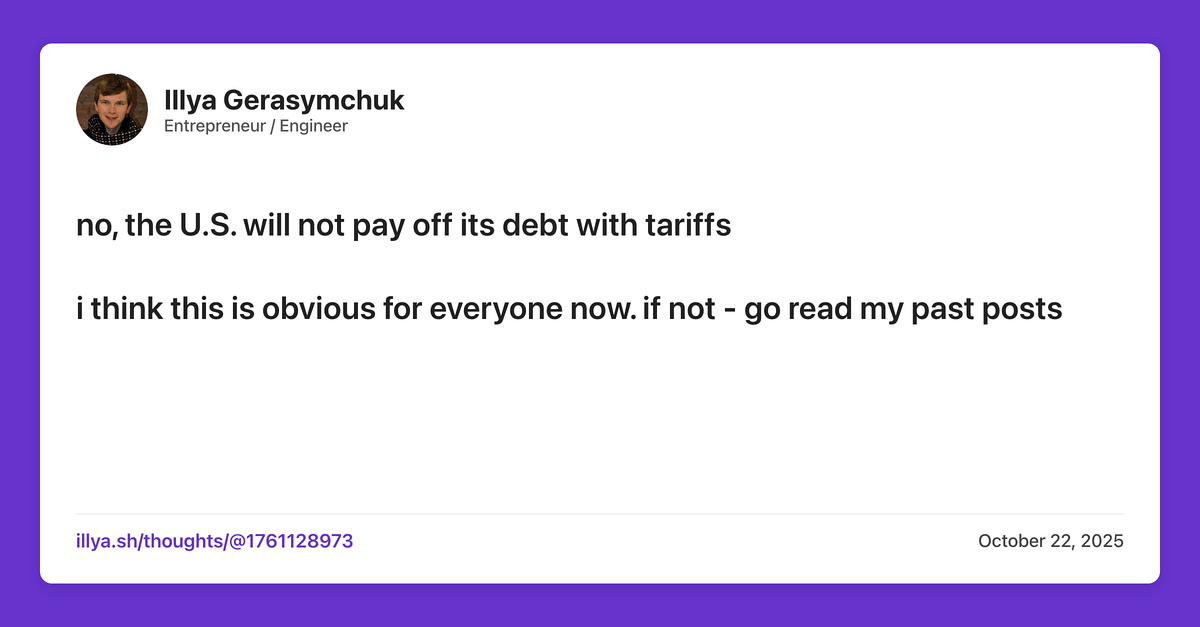 Illya Gerasymchuk
Entrepreneur / Engineer
no, the U.S. will not pay off its debt with tariffs
i think this is obvious for everyone now. if not - go read my past posts
illya.sh/thoughts/@1761128973
October 22, 2025